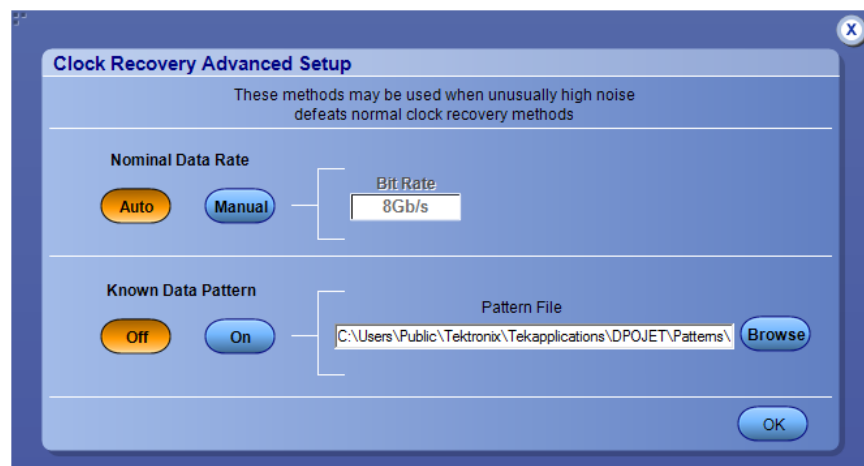 X
Clock Recovery Advanced Setup
These methods may be used when unusually high noise
defeats normal clock recovery methods
Nominal Data Rate
Auto
Manual
Bit Rate
8Gb/s
Known Data Pattern
Off
On
Pattern File
C:\Users\Public\Tektronix\Tekapplications\DPOJET\Patterns\
Browse
OK